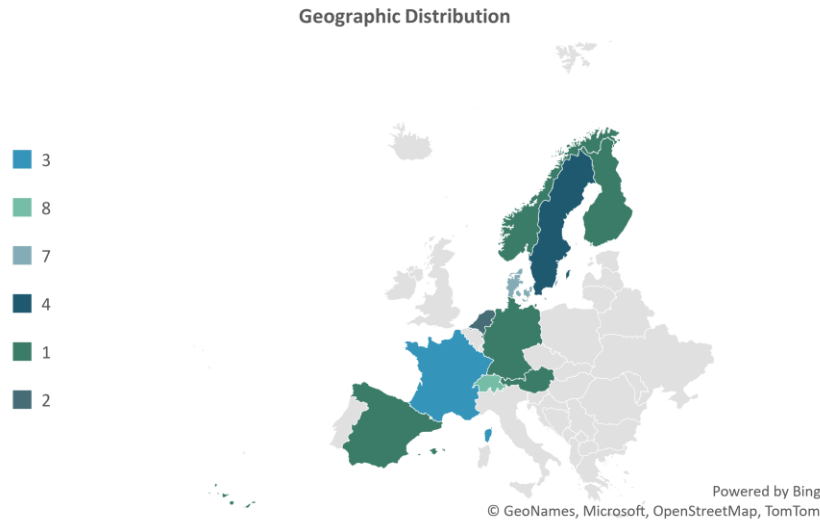 Geographic Distribution
3
8
7
4
1
2
Powered by Bing
© GeoNames, Microsoft, OpenStreetMap, TomTom